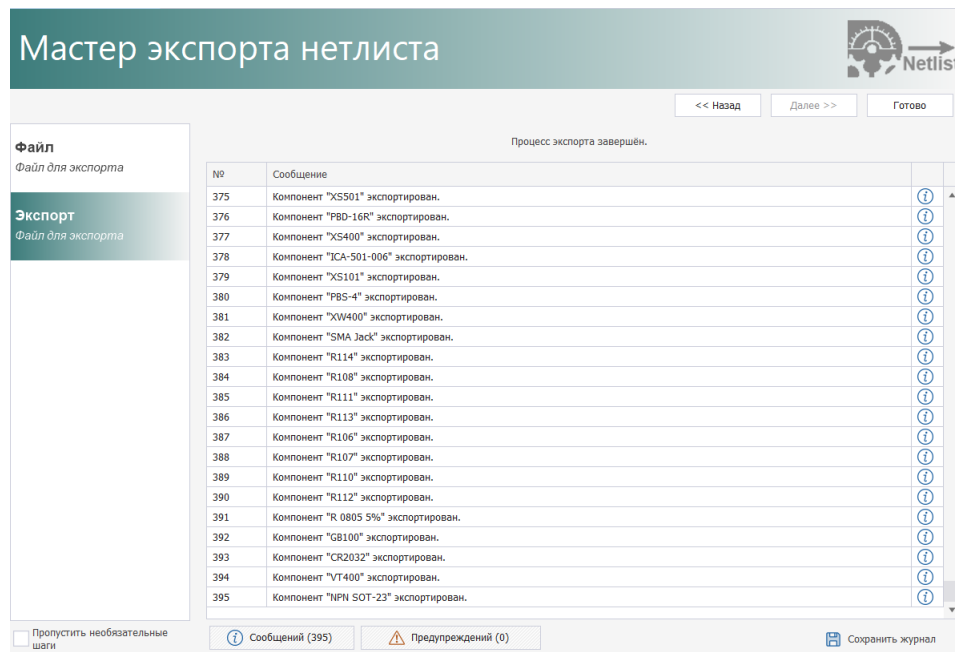 Мастер экспорта нетлиста
Netlist
<< Назад
Далее >>
Готово
Файл
Файл для экспорта
Экспорт
Файл для экспорта
Процесс экспорта завершён.
№ Сообщение
375 Компонент "XS501" экспортирован.
376 Компонент "PBD-16R" экспортирован.
377 Компонент "XS400" экспортирован.
378 Компонент "ICA-501-006" экспортирован.
379 Компонент "XS101" экспортирован.
380 Компонент "PBS-4" экспортирован.
381 Компонент "XW400" экспортирован.
382 Компонент "SMA Jack" экспортирован.
383 Компонент "R114" экспортирован.
384 Компонент "R108" экспортирован.
385 Компонент "R111" экспортирован.
386 Компонент "R113" экспортирован.
387 Компонент "R106" экспортирован.
388 Компонент "R107" экспортирован.
389 Компонент "R110" экспортирован.
390 Компонент "R112" экспортирован.
391 Компонент "R 0805 5%" экспортирован.
392 Компонент "GB100" экспортирован.
393 Компонент "CR2032" экспортирован.
394 Компонент "VT400" экспортирован.
395 Компонент "NPN SOT-23" экспортирован.
Пропустить необязательные
шаги
Сообщений (395)
Предупреждений (0)
Сохранить журнал